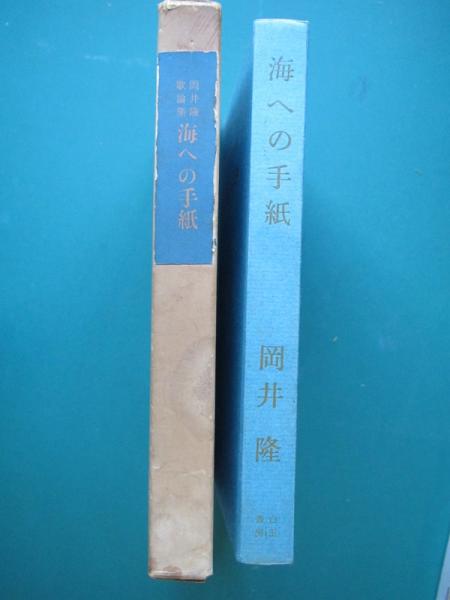 岡井隆
歌論集
海への手紙
海への手紙
岡井隆
白玉
書房